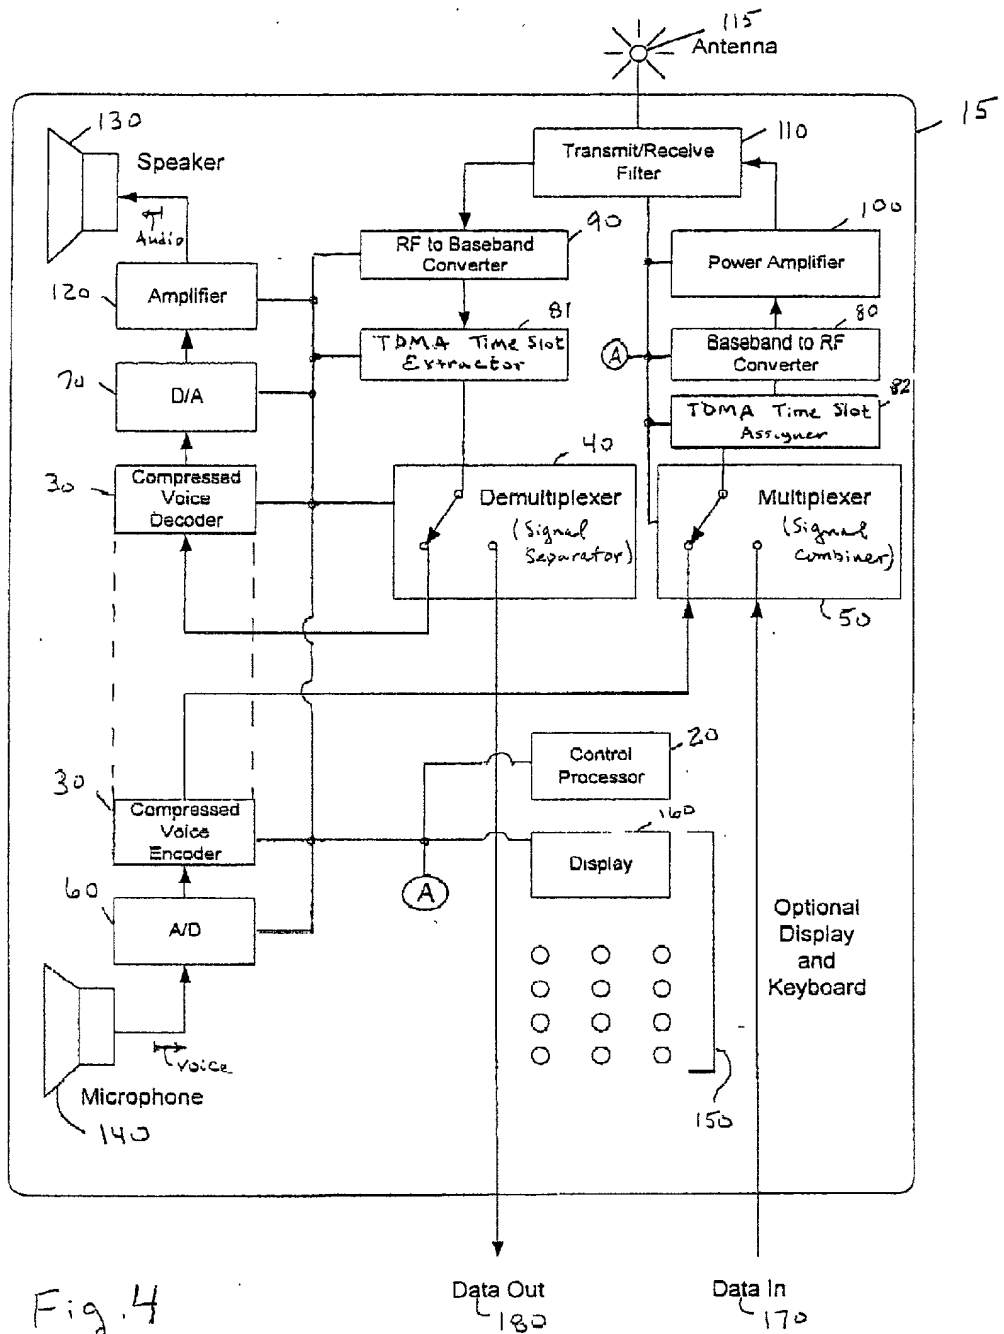 115
Antenna
15
130
Speaker
Audio
110
Transmit/Receive
Filter
90
RF to Baseband
Converter
100
Power Amplifier
120
Amplifier
81
TDMA Time Slot
Extractor
80
Baseband to RF
Converter
A
82
TDMA Time Slot
Assigner
70
D/A
30
Compressed
Voice
Decoder
40
Demultiplexer
(Signal
Separator)
Multiplexer
(Signal
Combiner)
50
20
Control
Processor
30
Compressed
Voice
Encoder
160
Display
A
60
A/D
Optional
Display
and
Keyboard
Voice
Microphone
140
150
Data Out
180
Data In
170
Fig. 4